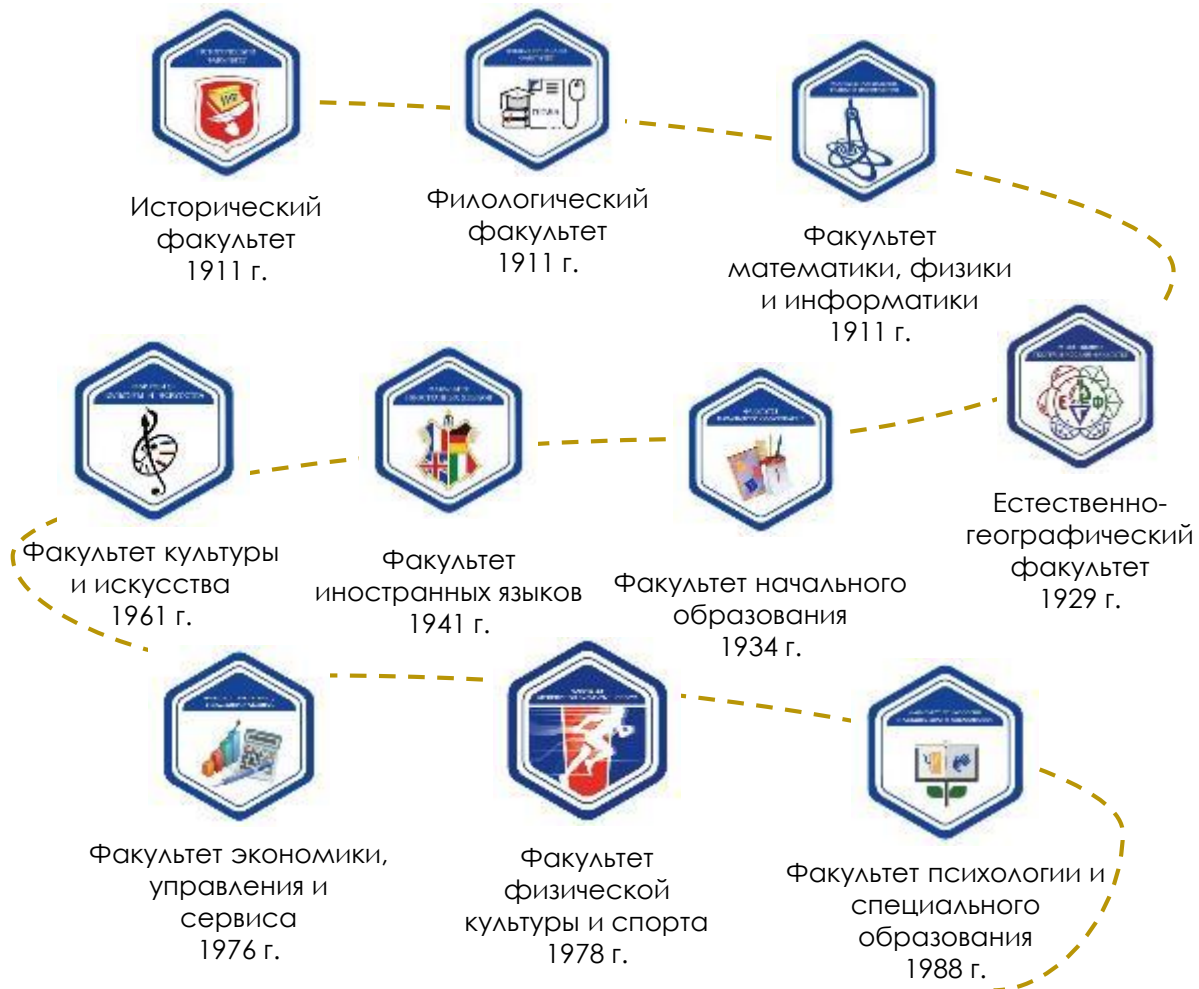 Исторический
факультет
1911 г.
Филологический
факультет
1911 г.
Факультет
математики, физики
и информатики
1911 г.
Естественно-
географический
факультет
1929 г.
Факультет начального
образования
1934 г.
Факультет
иностранных языков
1941 г.
Факультет культуры
и искусства
1961 г.
Факультет экономики,
управления и
сервиса
1976 г.
Факультет
физической
культуры и спорта
1978 г.
Факультет психологии и
специального
образования
1988 г.